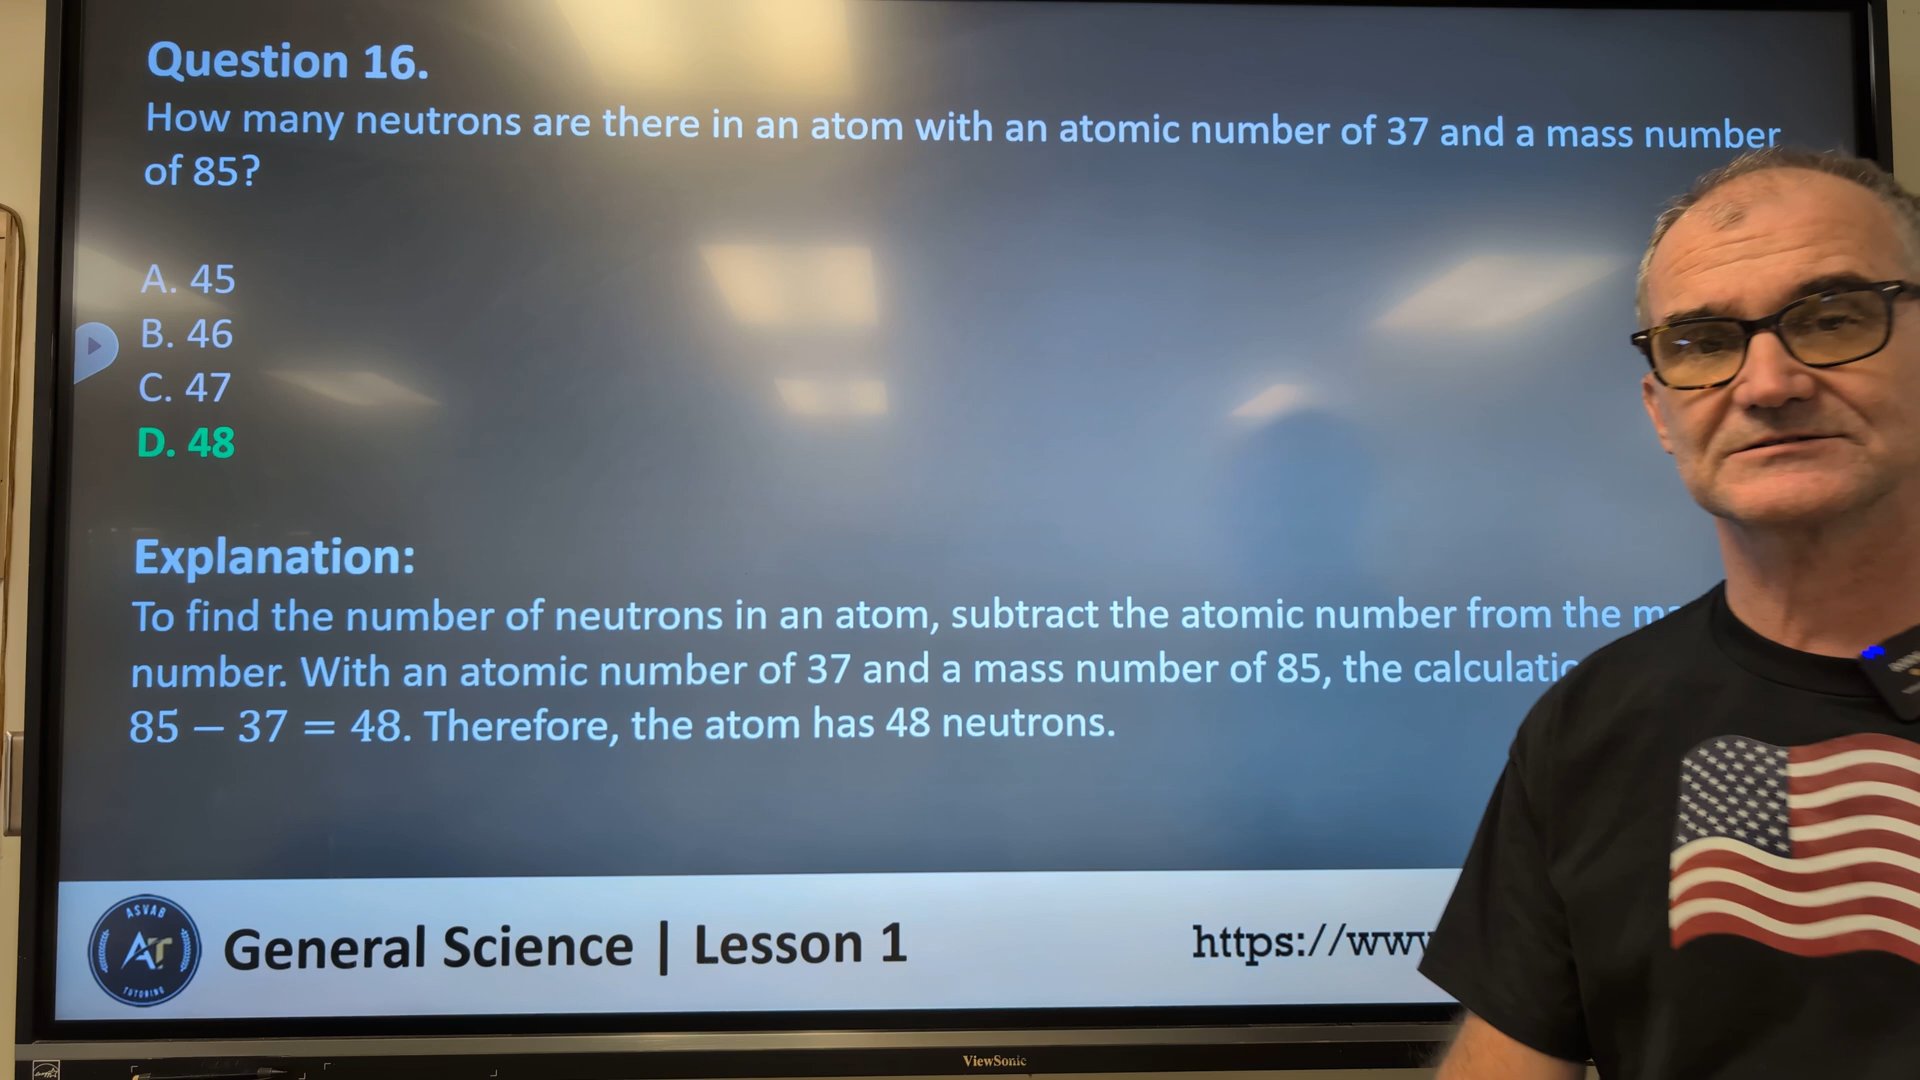 Question 16.
How many neutrons are there in an atom with an atomic number of 37 and a mass number
of 85?
A. 45
B. 46
C. 47
D. 48
Explanation:
To find the number of neutrons in an atom, subtract the atomic number from the
number. With an atomic number of 37 and a mass number of 85, the
85 − 37 = 48. Therefore, the atom has 48 neutrons.
ASVAB
AT
TUTORING
General Science | Lesson 1
https://www
ViewSonic